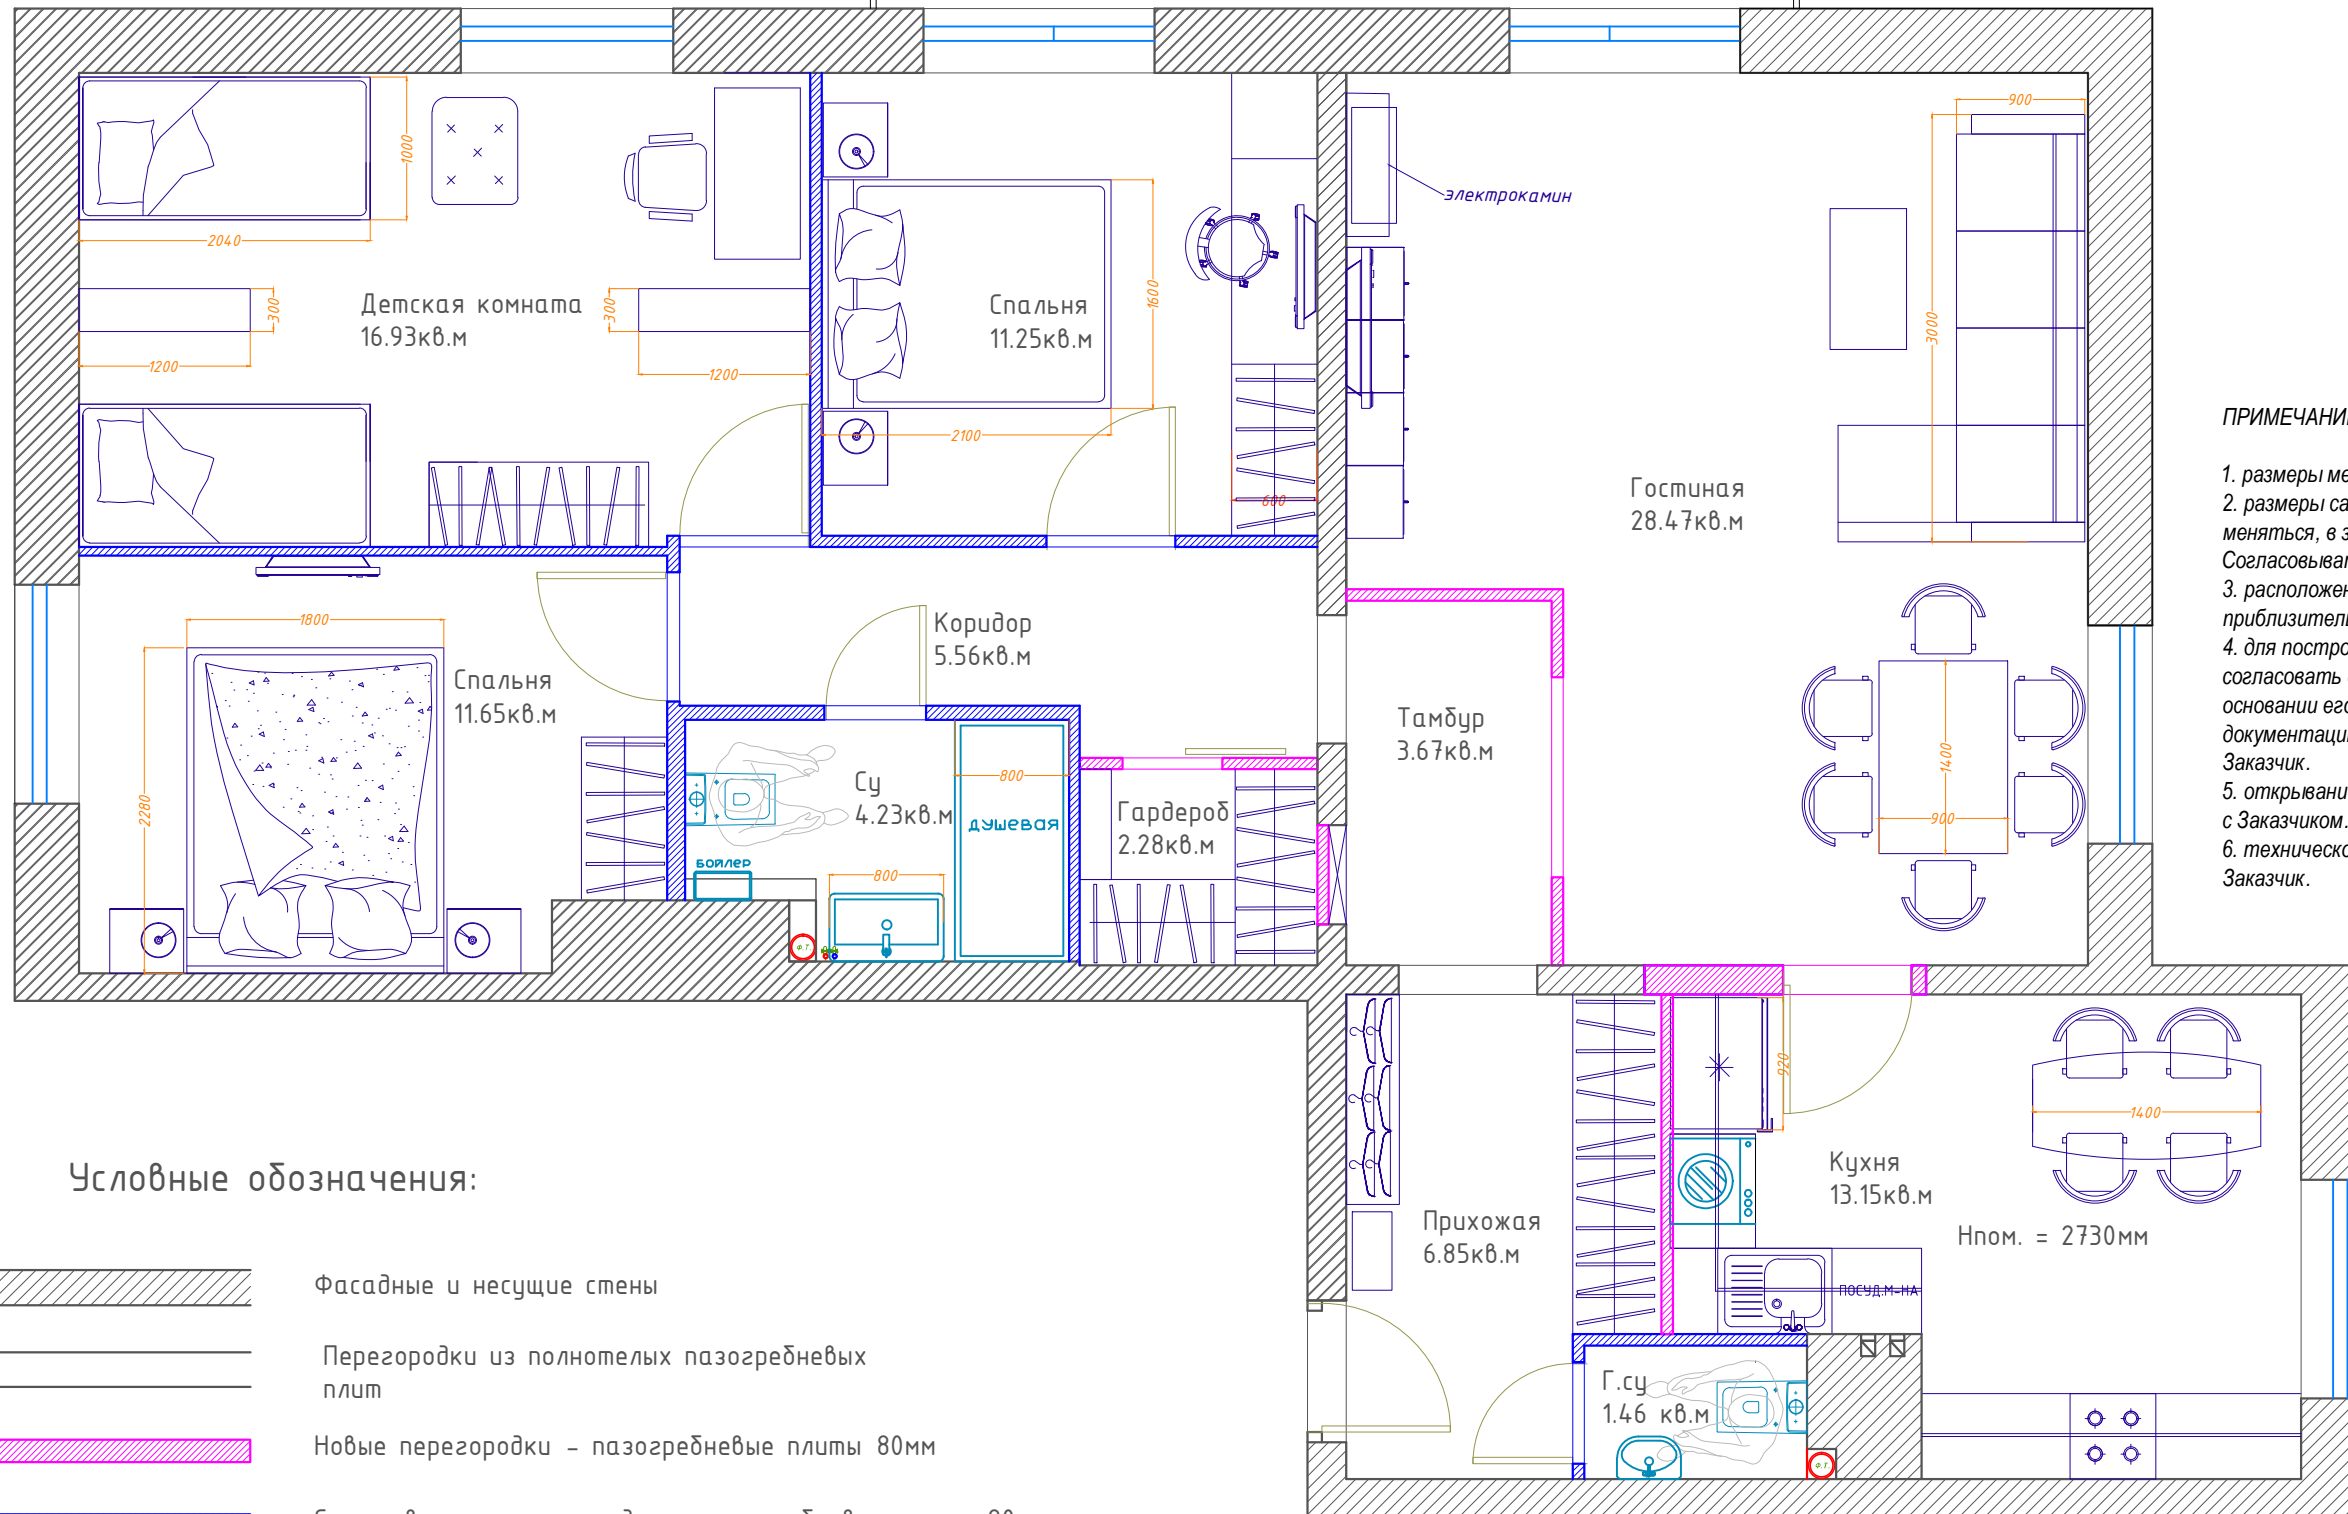 900
1000
электрокамин
2040
300
Детская комната
16.93кв.м
300
1200
1200
Спальня
11.25кв.м
1600
2100
600
3000
Гостиная
28.47кв.м
1800
2280
Спальня
11.65кв.м
Коридор
5.56кв.м
Су
4.23кв.м
800
душевая
бойлер
800
Ф.Т.
Гардероб
2.28кв.м
Тамбур
3.67кв.м
1400
900
920
1400
Кухня
13.15кв.м
Нпом. = 2730мм
ПОСУД.М-НА
Прихожая
6.85кв.м
Г.су
1.46 кв.м
Ф.Т.
ПРИМЕЧАНИ
1. размеры ме
2. размеры са
меняться, в з
Согласовыва
3. расположен
приблизитель
4. для постро
согласовать
основании его
документаци
Заказчик.
5. открывани
с Заказчиком.
6. техническо
Заказчик.
Условные обозначения:
Фасадные и несущие стены
Перегородки из полнотелых пазогребневых
плит
Новые перегородки - пазогребневые плиты 80мм